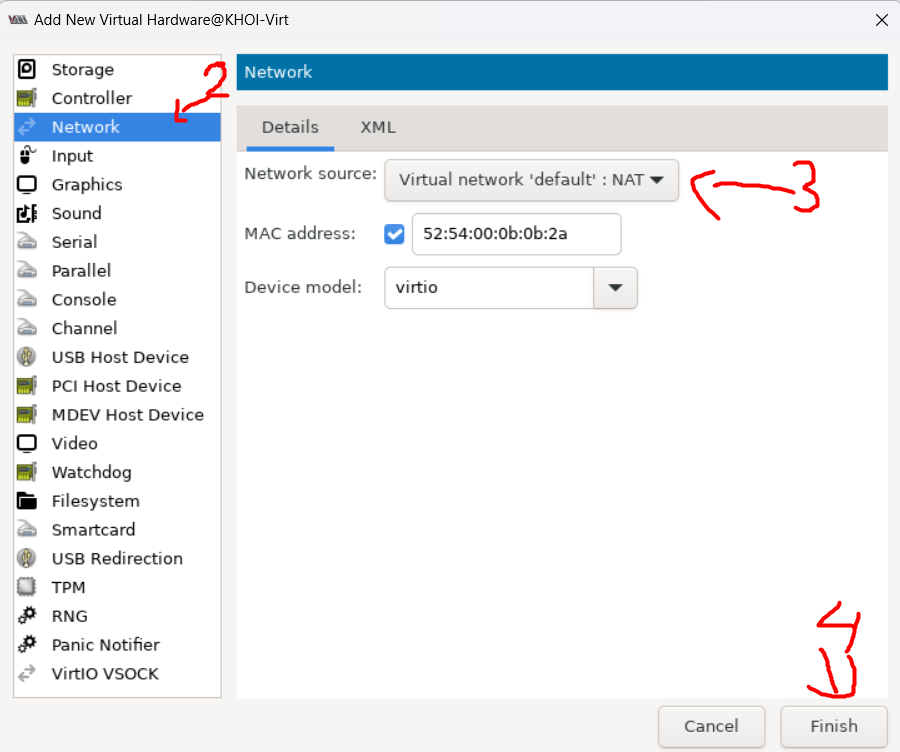 Add New Virtual Hardware@KHOI-Virt
Storage
Controller
Network
Input
Graphics
Sound
Serial
Parallel
Console
Channel
USB Host Device
PCI Host Device
MDEV Host Device
Video
Watchdog
Filesystem
Smartcard
USB Redirection
TPM
RNG
Panic Notifier
VirtIO VSOCK
2
Network
Details XML
Network source: Virtual network 'default' : NAT
3
MAC address: 52:54:00:0b:0b:2a
Device model: virtio
4
Cancel Finish